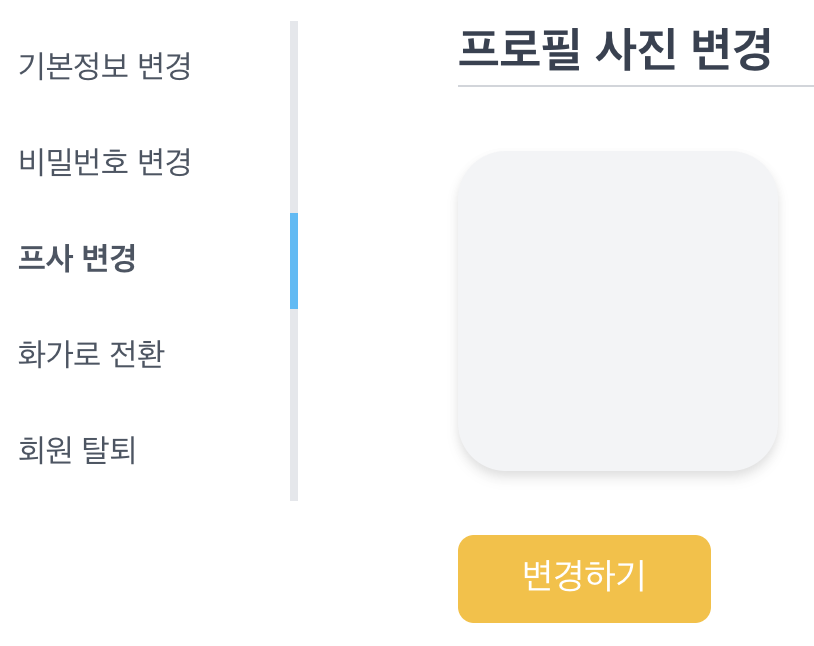 기본정보 변경
비밀번호 변경
프사 변경
화가로 전환
회원 탈퇴
프로필 사진 변경
변경하기